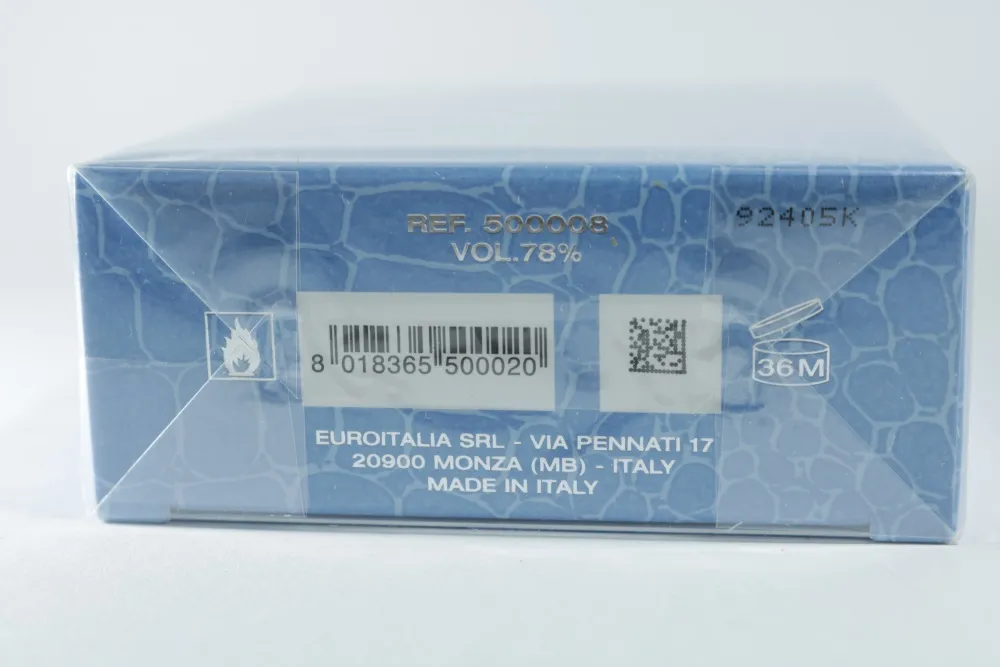 REF. 500008
VOL.78%
92405K
8 018365 500020
36M
EUROITALIA SRL - VIA PENNATI 17
20900 MONZA (MB) - ITALY
MADE IN ITALY